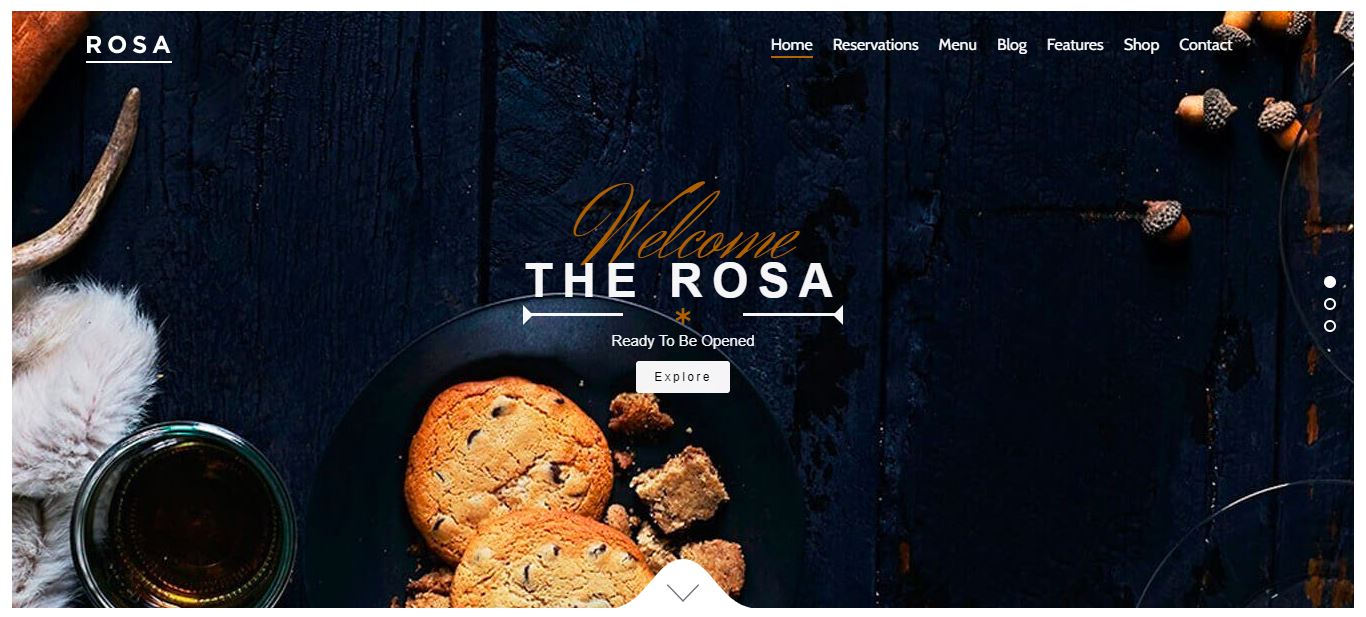 ROSA
Home Reservations Menu Blog Features Shop Contact
Welcome
THE ROSA
Ready To Be Opened
Explore